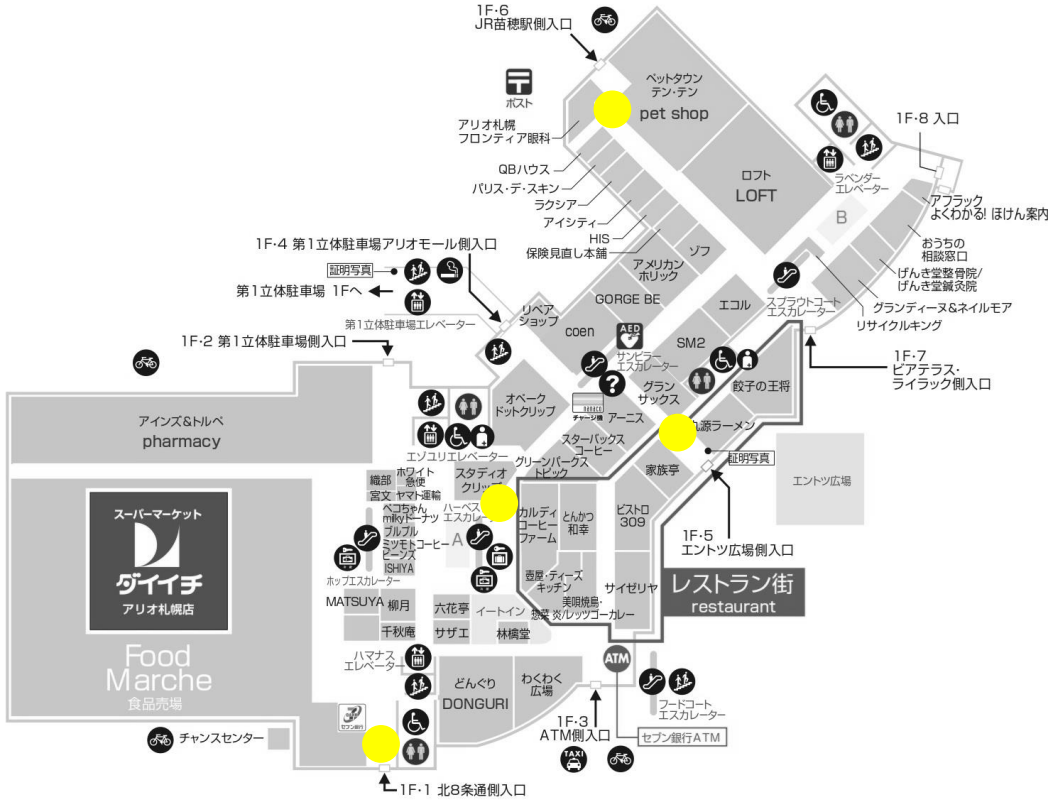 1F・6
JR苗穂駅側入口
ポスト
ペットタウン
テン・テン
pet shop
アリオ札幌
フロンティア眼科
1F・8 入口
QBハウス
パリス・デ・スキン
ラクシア
アイシティ
HIS
保険見直し本舗
ロフト
LOFT
ラベンダー
エレベーター
B
アフラック
よくわかる! ほけん案内
おうちの
相談窓口
げんき堂整骨院/
げんき堂鍼灸院
グランディーヌ&ネイルモア
リサイクルキング
スプラウトコート
エスカレーター
1F・4 第1立体駐車場アリオモール側入口
証明写真
第1立体駐車場 1Fへ
第1立体駐車場エレベーター
1F・2 第1立体駐車場側入口
ゾフ
アメリカン
ホリック
GORGE BE
リペア
ショップ
coen
エコル
AED
サンピラー
エスカレーター
SM2
1F・7
ビアテラス・
ライラック側入口
餃子の王将
グラン
サックス
?
nanaco
チャージ機
アーニス
オペーク
ドットクリップ
スターバックス
コーヒー
グリーンパークス
トピック
丸源ラーメン
証明写真
家族亭
エントツ広場
1F・5
エントツ広場側入口
アインズ&トルペ
pharmacy
エゾユリエレベーター
スタディオ
クリップ
織部
ホワイト
急便
宮文
ヤマト運輸
ペコちゃん
milkyドーナツ
プルプル
ミツモトコーヒー
ビーンズ
ISHIYA
ハーベス
エスカレ
A
ホップエスカレーター
カルディ
コーヒー
ファーム
とんかつ
和幸
ビストロ
309
壺屋・ティーズ
キッチン
美唄焼鳥・
惣菜 炎/レッツゴーカレー
サイゼリヤ
レストラン街
restaurant
スーパーマーケット
ダイイチ
アリオ札幌店
Food
Marche
食品売場
MATSUYA
柳月
千秋庵
六花亭
サザエ
イートイン
林檎堂
ハマナス
エレベーター
どんぐり
DONGURI
わくわく
広場
ATM
フードコート
エスカレーター
セブン銀行
チャンスセンター
1F・3
ATM側入口
TAXI
セブン銀行ATM
1F・1 北8条通側入口